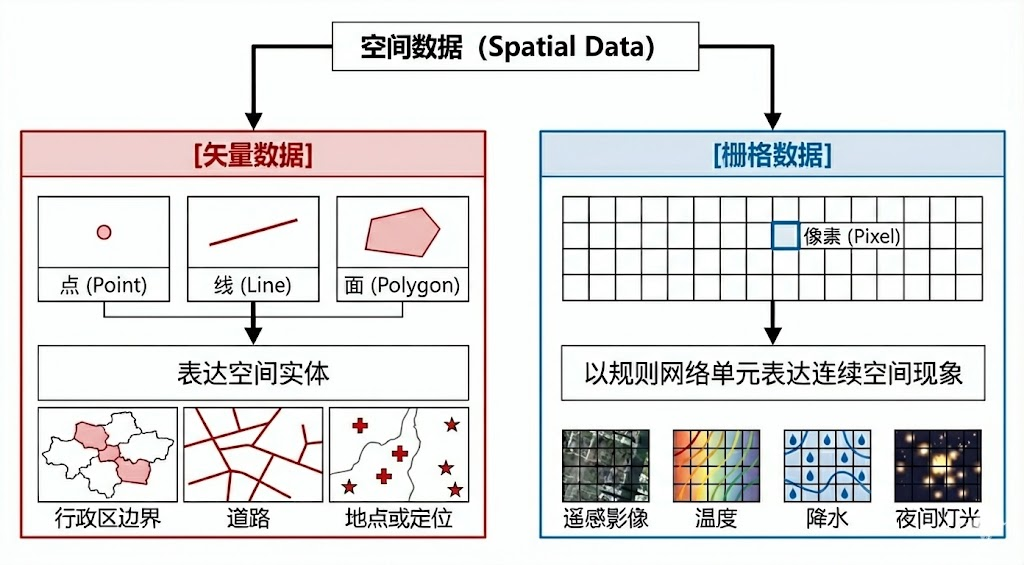 空间数据（Spatial Data）
[矢量数据]
点 (Point)
线 (Line)
面 (Polygon)
表达空间实体
行政区边界
道路
地点或定位
[栅格数据]
像素 (Pixel)
以规则网络单元表达连续空间现象
遥感影像
温度
降水
夜间灯光